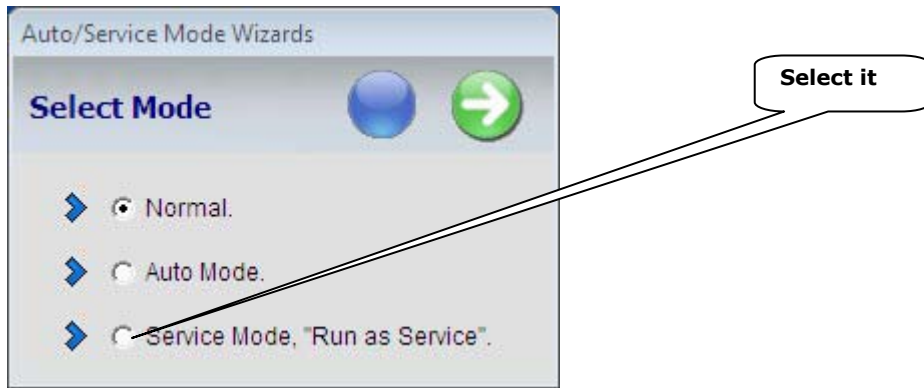 Auto/Service Mode Wizards
Select Mode
Select it
Normal.
Auto Mode.
Service Mode, "Run as Service".